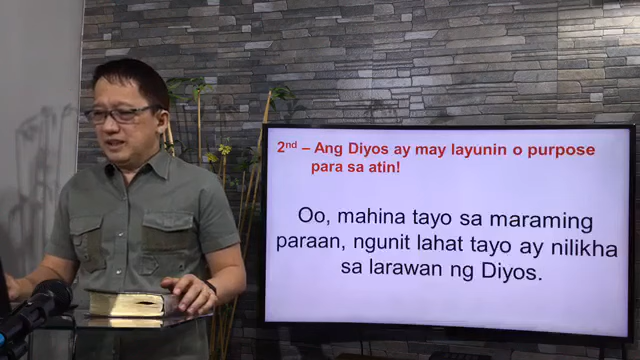 2nd – Ang Diyos ay may layunin o purpose
para sa atin!
Oo, mahina tayo sa maraming
paraan, ngunit lahat tayo ay nilikha
sa larawan ng Diyos.